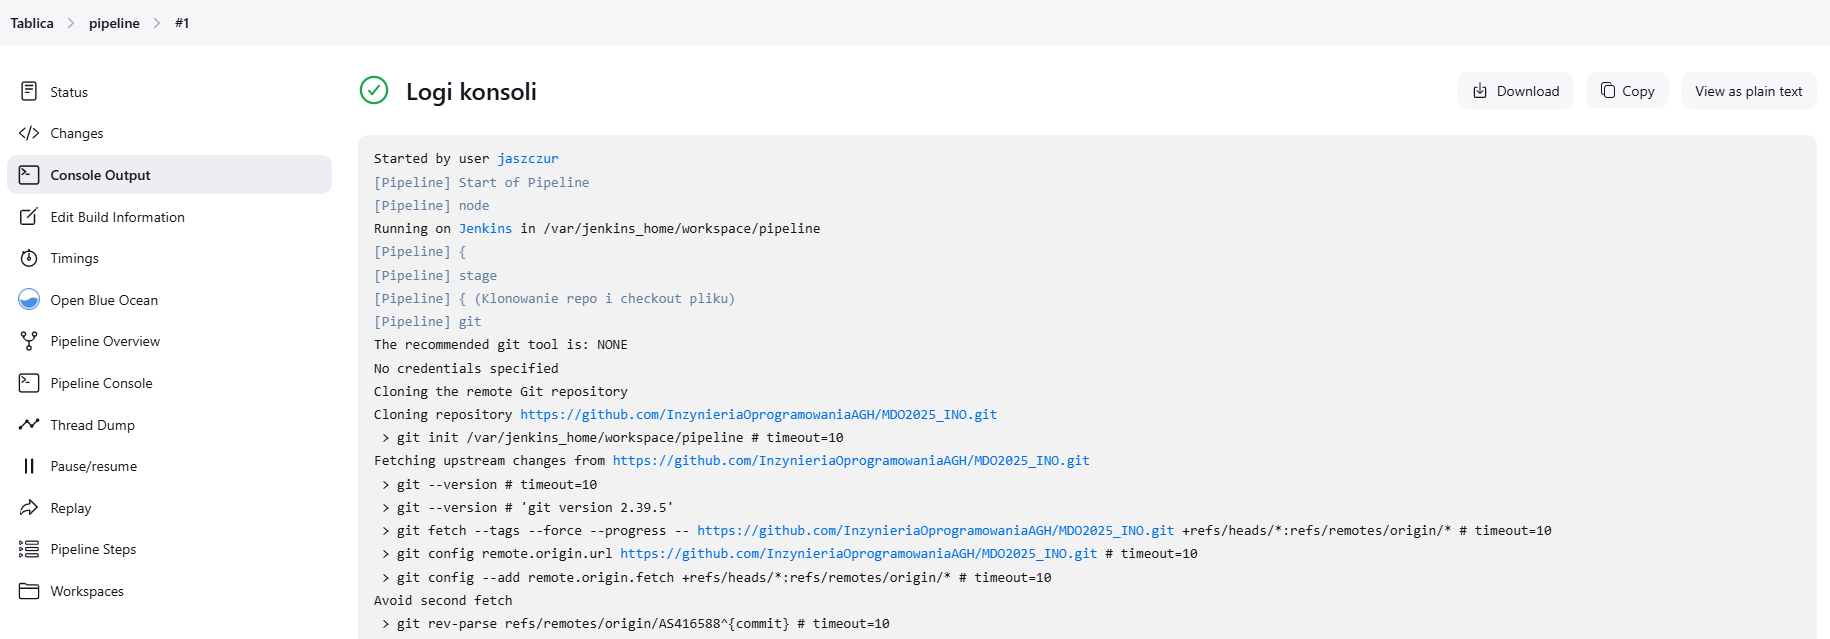 Tablica > pipeline > #1
Status
Changes
Console Output
Edit Build Information
Timings
Open Blue Ocean
Pipeline Overview
Pipeline Console
Thread Dump
Pause/resume
Replay
Pipeline Steps
Workspaces
Logi konsoli
Download
Copy
View as plain text
Started by user jaszczur
[Pipeline] Start of Pipeline
[Pipeline] node
Running on Jenkins in /var/jenkins_home/workspace/pipeline
[Pipeline] {
[Pipeline] stage
[Pipeline] { (Klonowanie repo i checkout pliku)
[Pipeline] git
The recommended git tool is: NONE
No credentials specified
Cloning the remote Git repository
Cloning repository https://github.com/InzynieriaOprogramowaniaAGH/MDO2025_INO.git
 > git init /var/jenkins_home/workspace/pipeline # timeout=10
Fetching upstream changes from https://github.com/InzynieriaOprogramowaniaAGH/MDO2025_INO.git
 > git --version # timeout=10
 > git --version # 'git version 2.39.5'
 > git fetch --tags --force --progress -- https://github.com/InzynieriaOprogramowaniaAGH/MDO2025_INO.git +refs/heads/*:refs/remotes/origin/* # timeout=10
 > git config remote.origin.url https://github.com/InzynieriaOprogramowaniaAGH/MDO2025_INO.git # timeout=10
 > git config --add remote.origin.fetch +refs/heads/*:refs/remotes/origin/* # timeout=10
Avoid second fetch
 > git rev-parse refs/remotes/origin/AS416588^{commit} # timeout=10